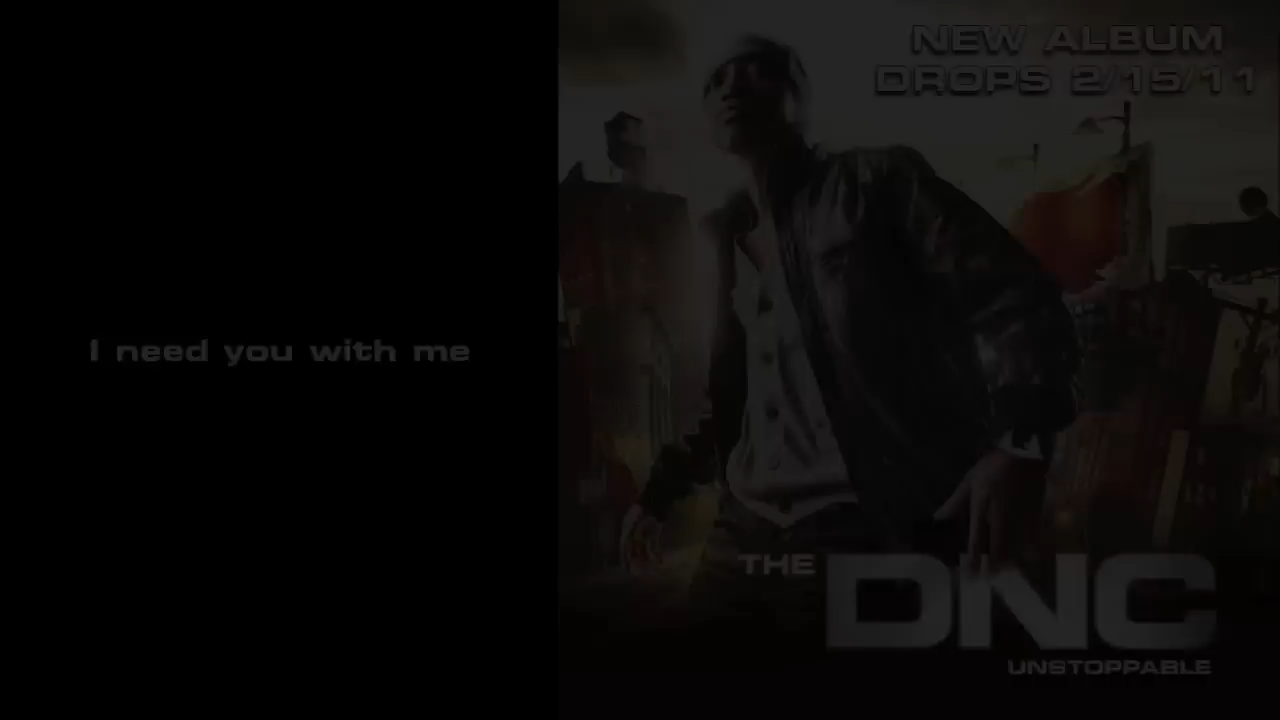 I need you with me
NEW ALBUM
DROPS 2/15/11
THE DNC
UNSTOPPABLE